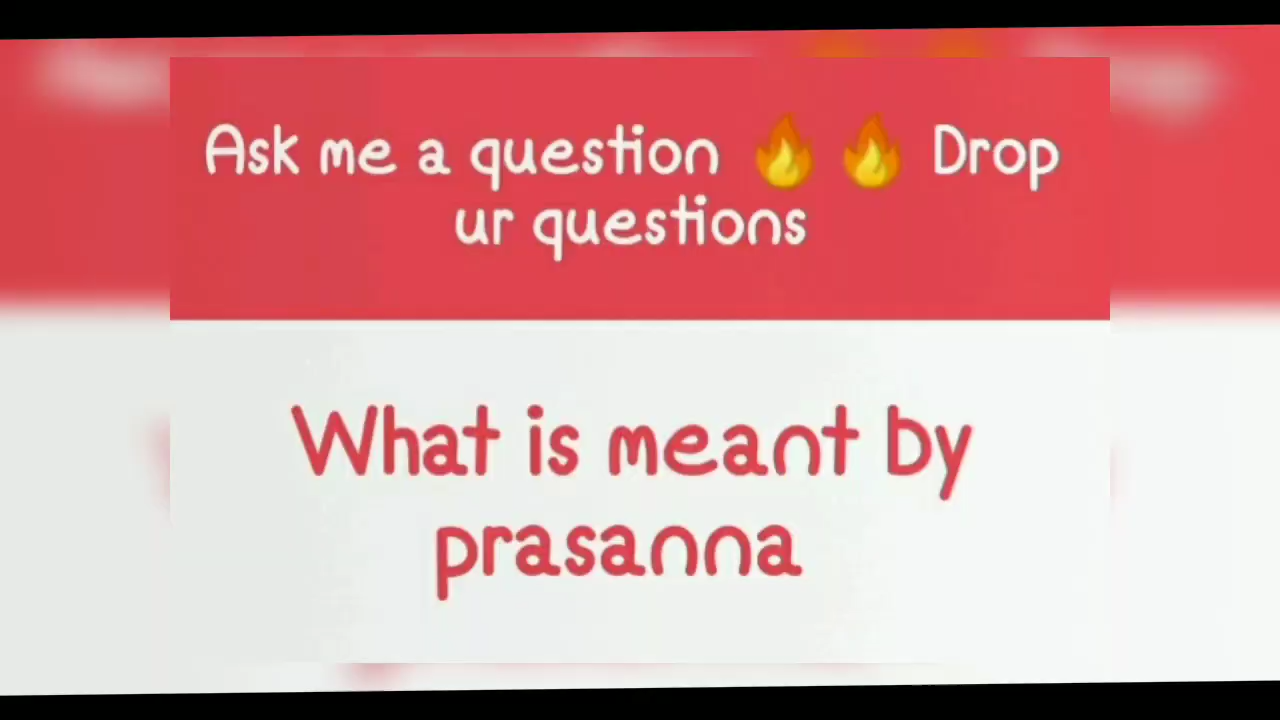 Ask me a question 🔥 🔥 Drop
ur questions
What is meant by
prasanna